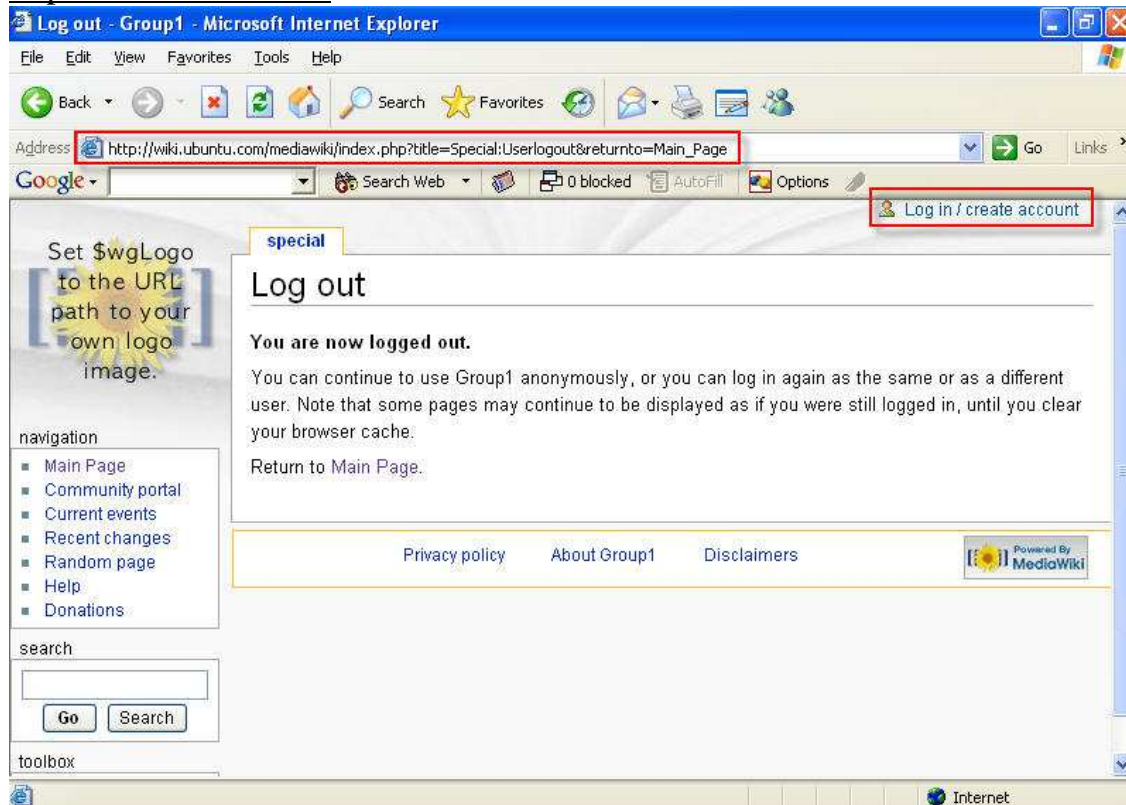 Log out - Group1 - Microsoft Internet Explorer
File Edit View Favorites Tools Help
Back Search Favorites
Address http://wiki.ubuntu.com/mediawiki/index.php?title=Special:Userlogout&returnto=Main_Page Go Links
Google Search Web 0 blocked AutoFill Options
Log in / create account
Set $wgLogo
to the URL
path to your
own logo
image.
special
Log out
You are now logged out.
You can continue to use Group1 anonymously, or you can log in again as the same or as a different
user. Note that some pages may continue to be displayed as if you were still logged in, until you clear
your browser cache.
Return to Main Page.
navigation
Main Page
Community portal
Current events
Recent changes
Random page
Help
Donations
Privacy policy About Group1 Disclaimers
Powered By
MediaWiki
search
Go Search
toolbox
Internet